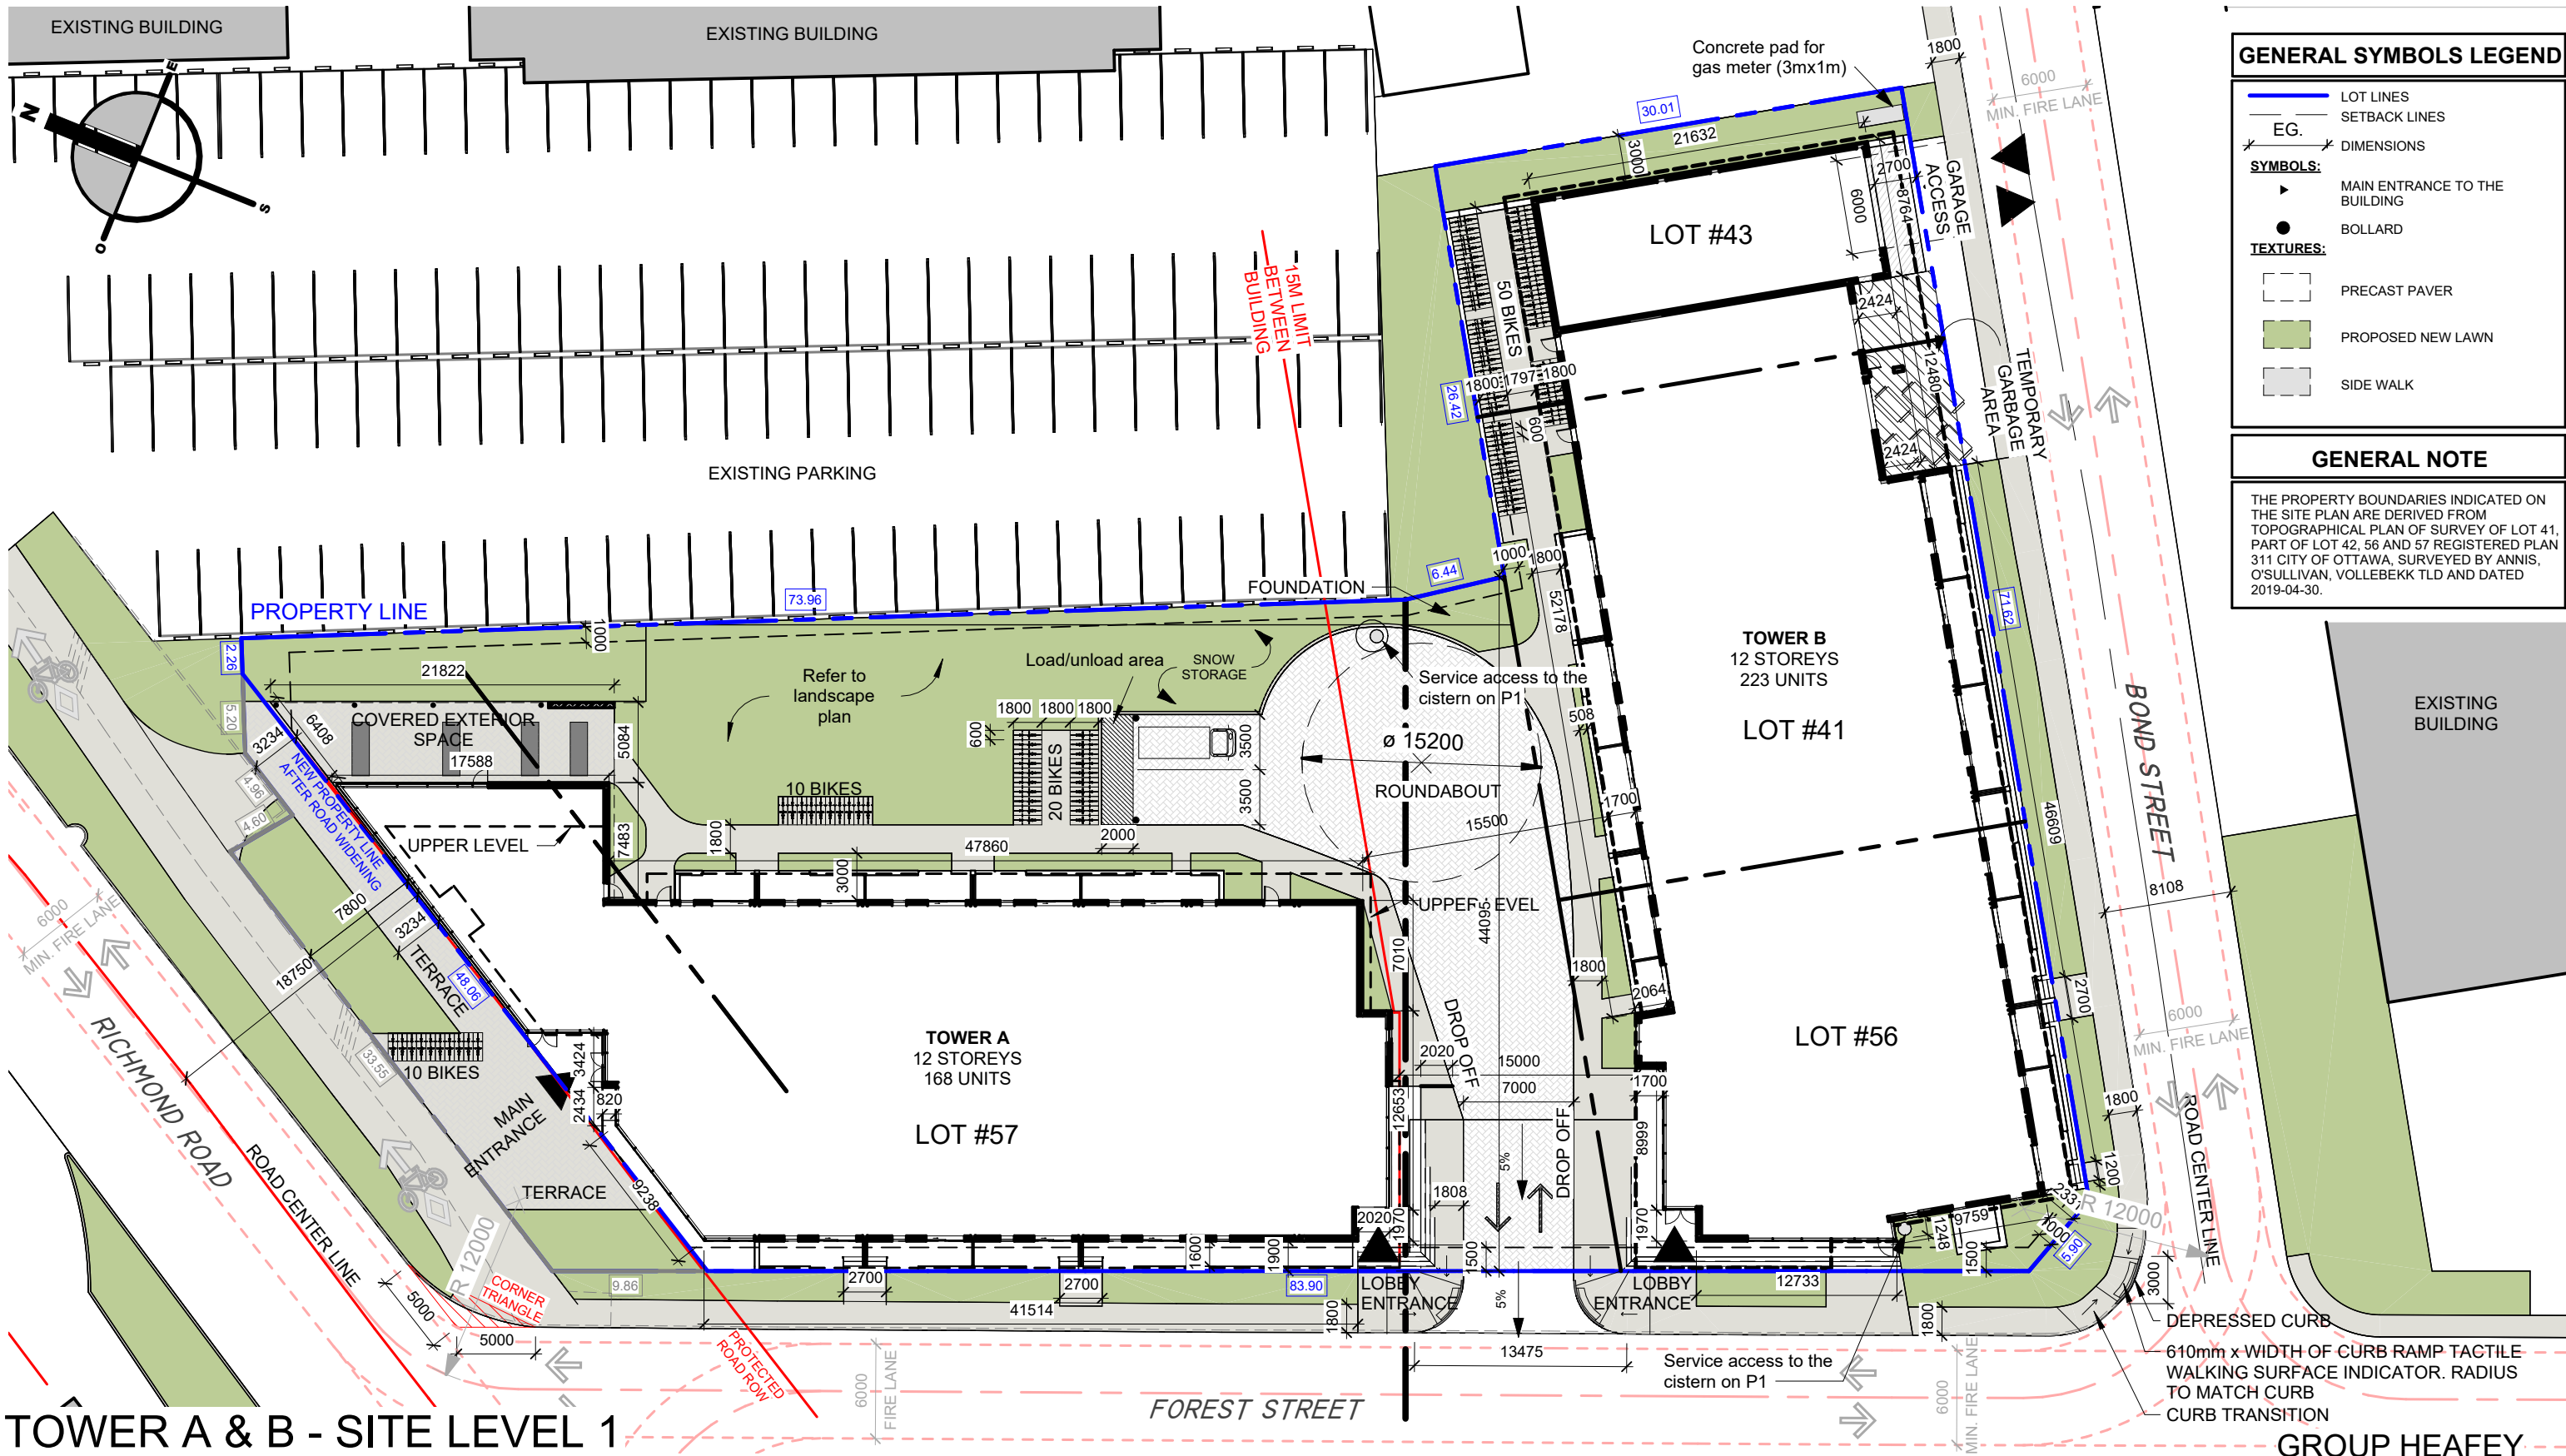 EXISTING BUILDING
EXISTING BUILDING
N
E
S
O
Concrete pad for
gas meter (3mx1m)
1800
6000
MIN. FIRE LANE
30.01
21632
3000
2700
6000
8764
GARAGE
ACCESS
LOT #43
50 BIKES
15M LIMIT
BETWEEN
BUILDING
2424
12480
TEMPORARY
GARBAGE
AREA
26.42
1800
1797
1800
600
2424
EXISTING PARKING
GENERAL SYMBOLS LEGEND
LOT LINES
SETBACK LINES
EG.
DIMENSIONS
SYMBOLS:
MAIN ENTRANCE TO THE
BUILDING
BOLLARD
TEXTURES:
PRECAST PAVER
PROPOSED NEW LAWN
SIDE WALK
GENERAL NOTE
THE PROPERTY BOUNDARIES INDICATED ON
THE SITE PLAN ARE DERIVED FROM
TOPOGRAPHICAL PLAN OF SURVEY OF LOT 41,
PART OF LOT 42, 56 AND 57 REGISTERED PLAN
311 CITY OF OTTAWA, SURVEYED BY ANNIS,
O'SULLIVAN, VOLLEBEKK TLD AND DATED
2019-04-30.
PROPERTY LINE
73.96
FOUNDATION
6.44
1000
1800
52178
71.62
2.26
1000
21822
Refer to
landscape
plan
Load/unload area
SNOW
STORAGE
Service access to the
cistern on P1
TOWER B
12 STOREYS
223 UNITS
LOT #41
BOND STREET
EXISTING
BUILDING
5.20
3234
6408
COVERED EXTERIOR
SPACE
17588
5084
1800
1800
1800
600
3500
3500
508
ø 15200
ROUNDABOUT
4.96
4.60
NEW PROPERTY LINE
AFTER ROAD WIDENING
10 BIKES
20 BIKES
1700
15500
46609
UPPER LEVEL
7483
1800
47860
2000
3000
8108
6000
MIN. FIRE LANE
7800
3234
18750
TERRACE
48.06
UPPER LEVEL
44095
7010
1800
2064
2700
6000
MIN. FIRE LANE
RICHMOND ROAD
33.55
10 BIKES
3424
2434
820
TOWER A
12 STOREYS
168 UNITS
LOT #57
LOT #56
DROP OFF
2020
15000
7000
1700
12653
8999
1800
ROAD CENTER LINE
MAIN
ENTRANCE
TERRACE
9238
5%
DROP OFF
1808
1200
2331
R 12000
9759
1248
1000
5.90
1500
ROAD CENTER LINE
R 12000
CORNER
TRIANGLE
5000
5000
9.86
2700
2700
1600
1900
83.90
2020
1970
1500
1970
LOBBY
ENTRANCE
LOBBY
ENTRANCE
12733
5%
41514
1800
1800
3000
DEPRESSED CURB
610mm x WIDTH OF CURB RAMP TACTILE
WALKING SURFACE INDICATOR. RADIUS
TO MATCH CURB
CURB TRANSITION
PROTECTED
ROAD ROW
6000
FIRE LANE
13475
Service access to the
cistern on P1
6000
MIN. FIRE LANE
FOREST STREET
TOWER A & B - SITE LEVEL 1
GROUP HEAFEY